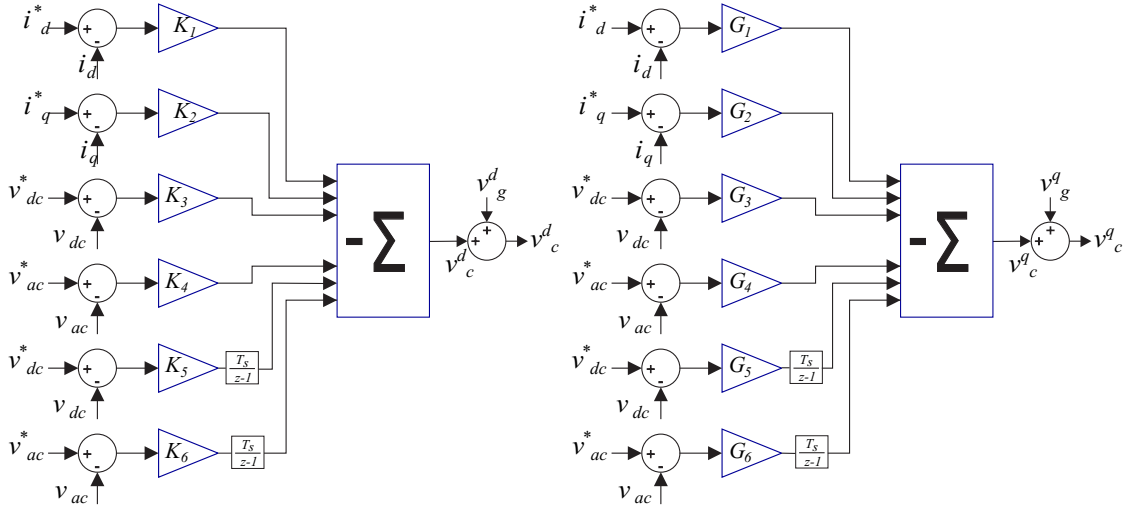 i*d + - K1 i*d + - G1
id id
i*q + - K2 i*q + - G2
iq iq
v*dc + - K3 v*dc + - G3
vdc vdc
-Σ -Σ
vdg vqg
+ + vdc + + vqc
vdc vqc
v*ac + - K4 v*ac + - G4
vac vac
v*dc + - K5 Ts/z-1 v*dc + - G5 Ts/z-1
vdc vdc
v*ac + - K6 Ts/z-1 v*ac + - G6 Ts/z-1
vac vac